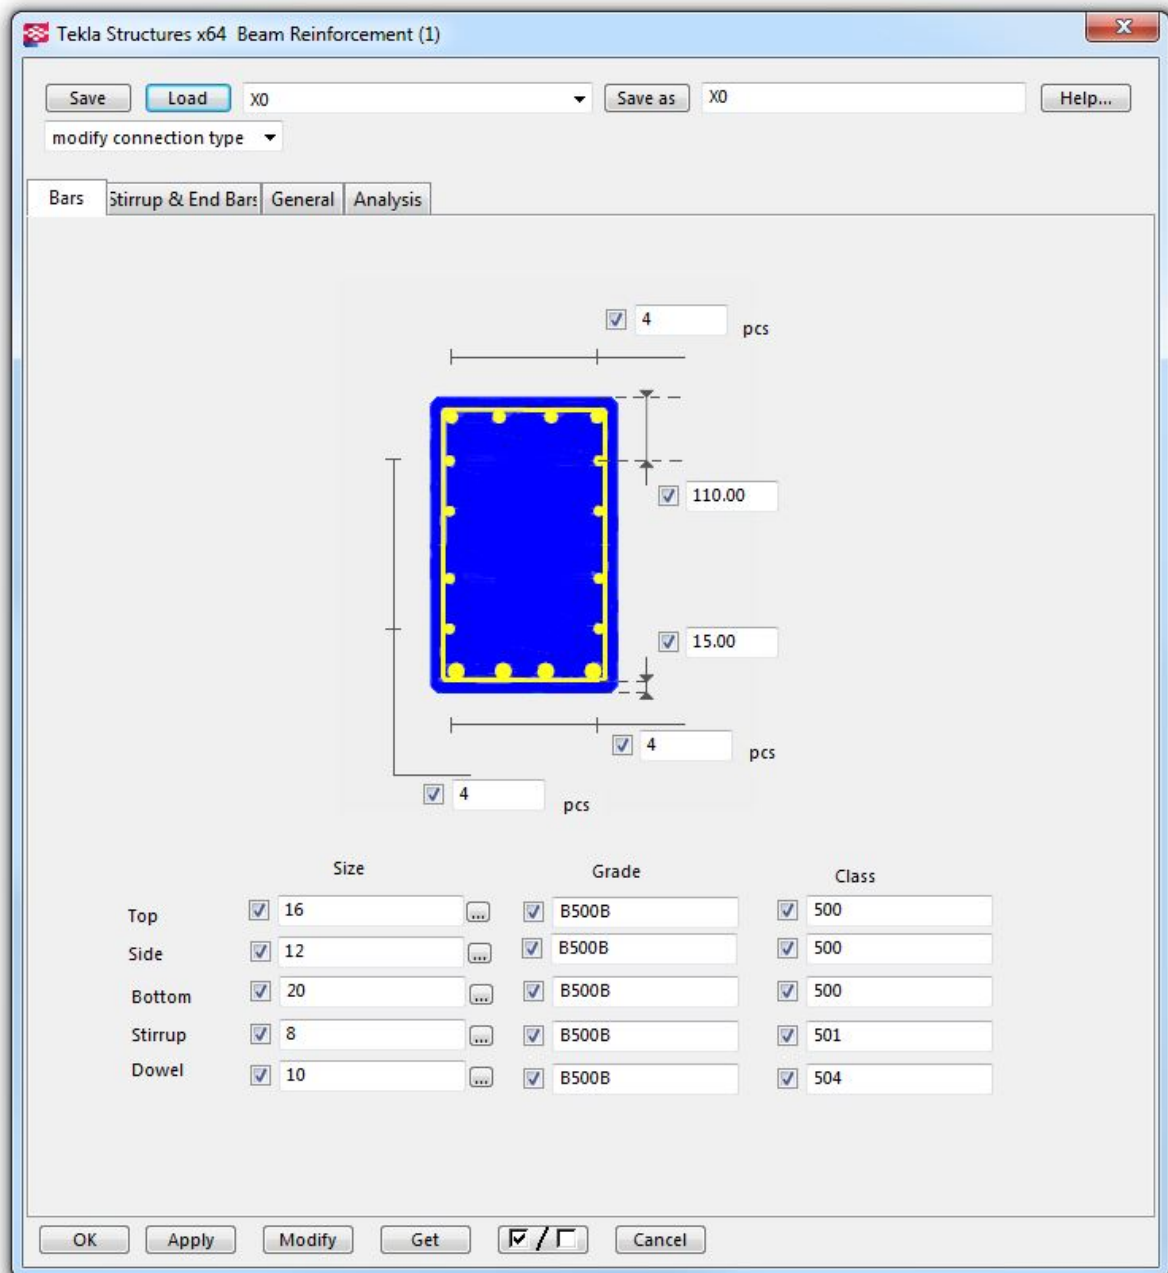 Tekla Structures x64 Beam Reinforcement (1)
Save Load X0 Save as X0 Help...
modify connection type
Bars Stirrup & End Bars General Analysis
4 pcs
110.00
15.00
4 pcs
4 pcs
Size Grade Class
Top 16 ... B500B 500
Side 12 ... B500B 500
Bottom 20 ... B500B 500
Stirrup 8 ... B500B 501
Dowel 10 ... B500B 504
OK Apply Modify Get / Cancel